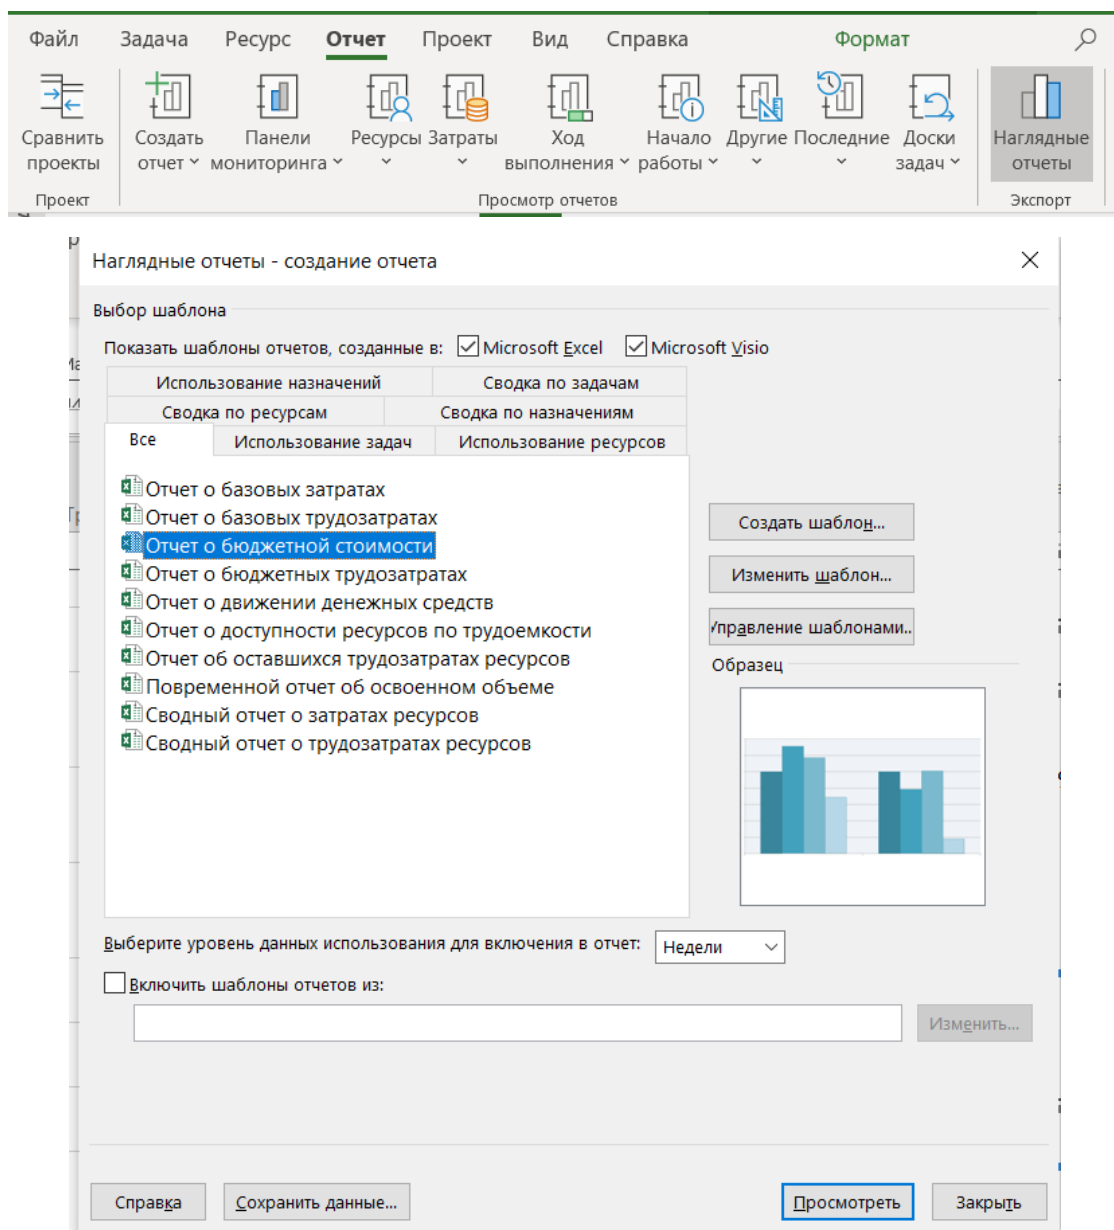 Файл Задача Ресурс Отчет Проект Вид Справка Формат
Сравнить проекты Создать отчет Панели мониторинга Ресурсы Затраты Ход выполнения Начало работы Другие Последние Доски задач Наглядные отчеты
Проект Просмотр отчетов Экспорт
Наглядные отчеты - создание отчета
Выбор шаблона
Показать шаблоны отчетов, созданные в: Microsoft Excel Microsoft Visio
Использование назначений Сводка по задачам
Сводка по ресурсам Сводка по назначениям
Все Использование задач Использование ресурсов
Отчет о базовых затратах
Отчет о базовых трудозатратах
Отчет о бюджетной стоимости
Отчет о бюджетных трудозатратах
Отчет о движении денежных средств
Отчет о доступности ресурсов по трудоемкости
Отчет об оставшихся трудозатратах ресурсов
Повременной отчет об освоенном объеме
Сводный отчет о затратах ресурсов
Сводный отчет о трудозатратах ресурсов
Создать шаблон...
Изменить шаблон...
Управление шаблонами..
Образец
Выберите уровень данных использования для включения в отчет: Недели
Включить шаблоны отчетов из:
Изменить...
Справка Сохранить данные... Просмотреть Закрыть